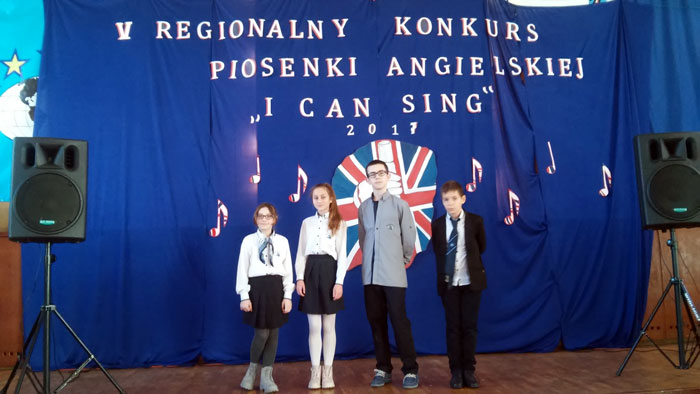 V REGIONALNY KONKURS
PIOSENKI ANGIELSKIEJ
„I CAN SING"
2017